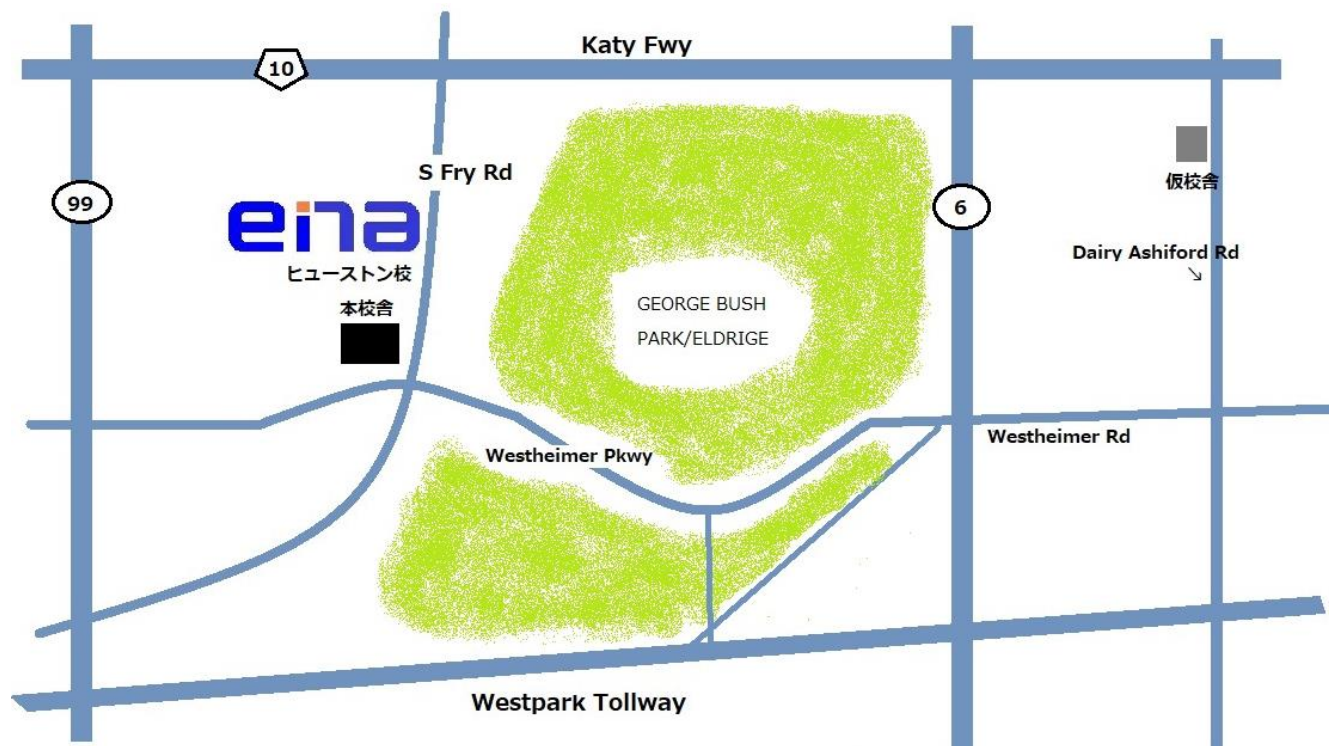 Katy Fwy
10
S Fry Rd
99
ena
6
仮校舎
ヒューストン校
Dairy Ashiford Rd
↘
本校舎
GEORGE BUSH
PARK/ELDRIGE
Westheimer Rd
Westheimer Pkwy
Westpark Tollway